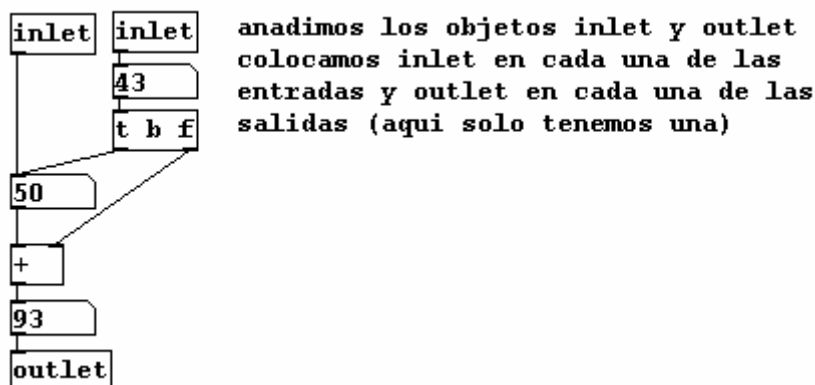 inlet
inlet
anadimos los objetos inlet y outlet
colocamos inlet en cada una de las
entradas y outlet en cada una de las
salidas (aqui solo tenemos una)
43
t b f
50
+
93
outlet